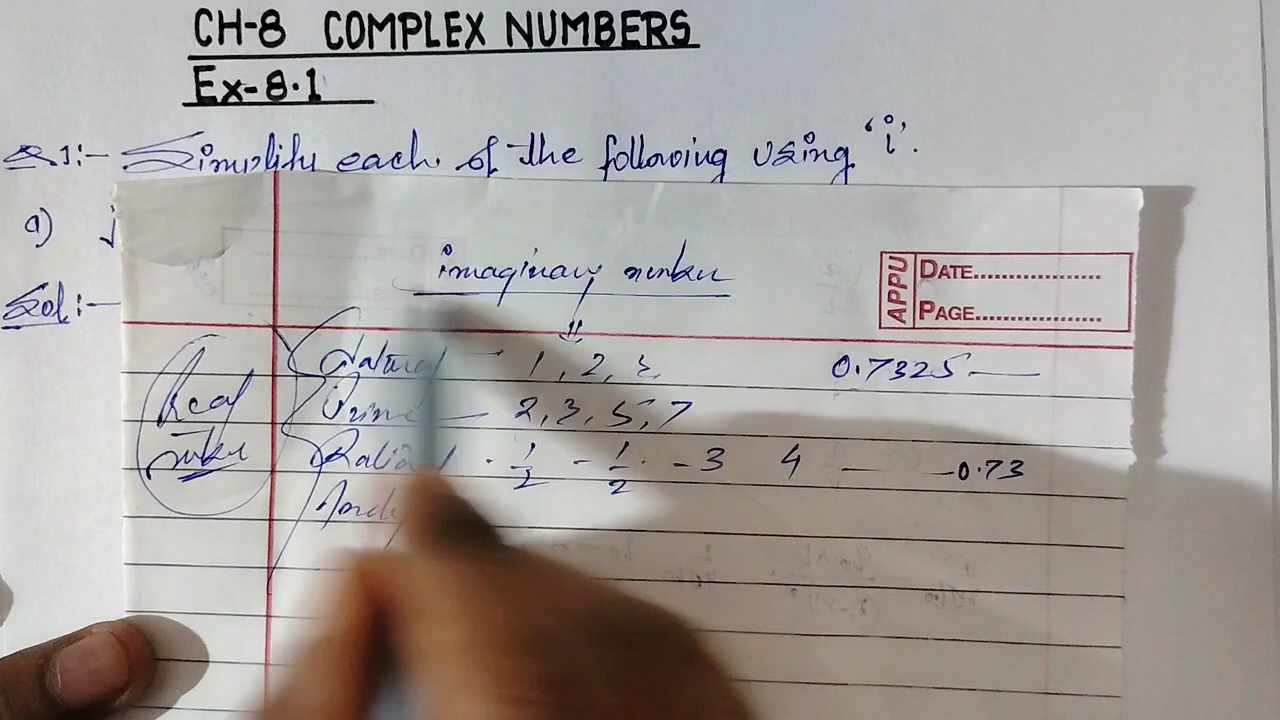 CH-8 COMPLEX NUMBERS
Ex-8.1
Q1:- Simplify each of the following using 'i'.
a)
Sol:-
imaginary number
APPU DATE....................
PAGE....................
Natural - 1, 2, 3, 0.7325
Real Prime - 2, 3, 5, 7
1/2 - 1/2 -3 4 -0.73